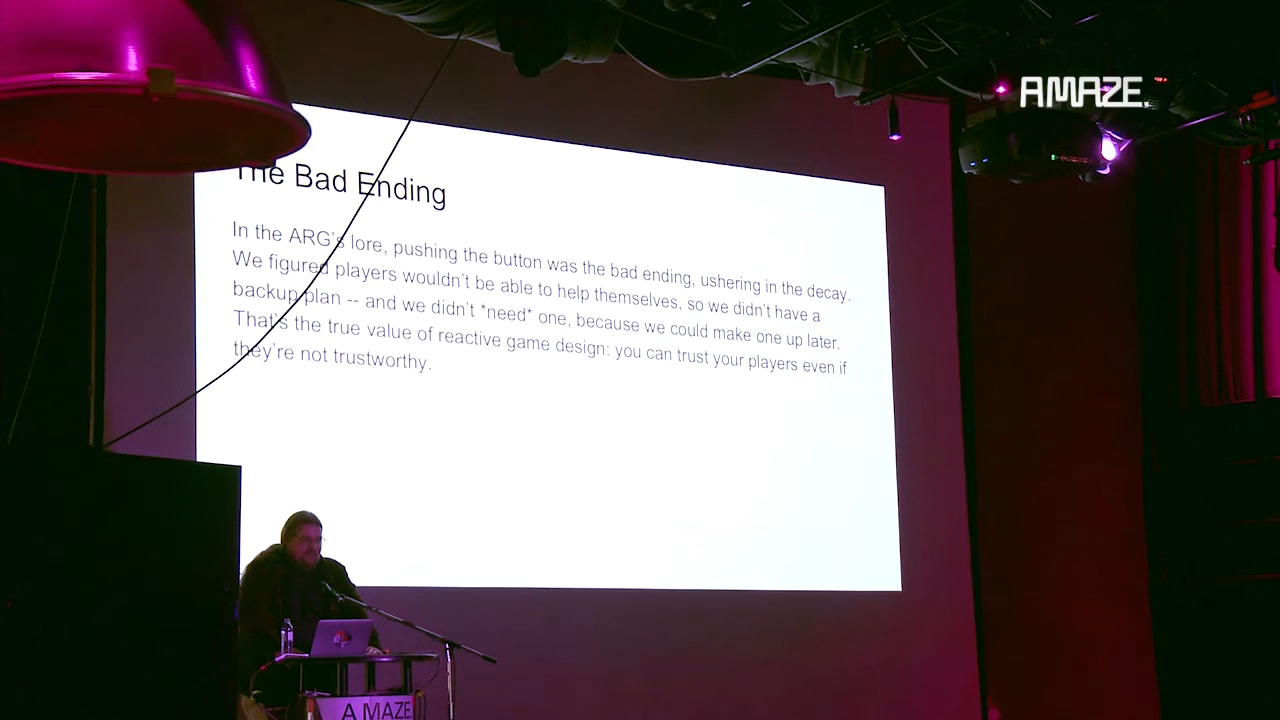 AMAZE.
The Bad Ending
In the ARG's lore, pushing the button was the bad ending, ushering in the decay.
We figured players wouldn't be able to help themselves, so we didn't have a
backup plan -- and we didn't *need* one, because we could make one up later.
That's the true value of reactive game design: you can trust your players even if
they're not trustworthy.
A MAZE.